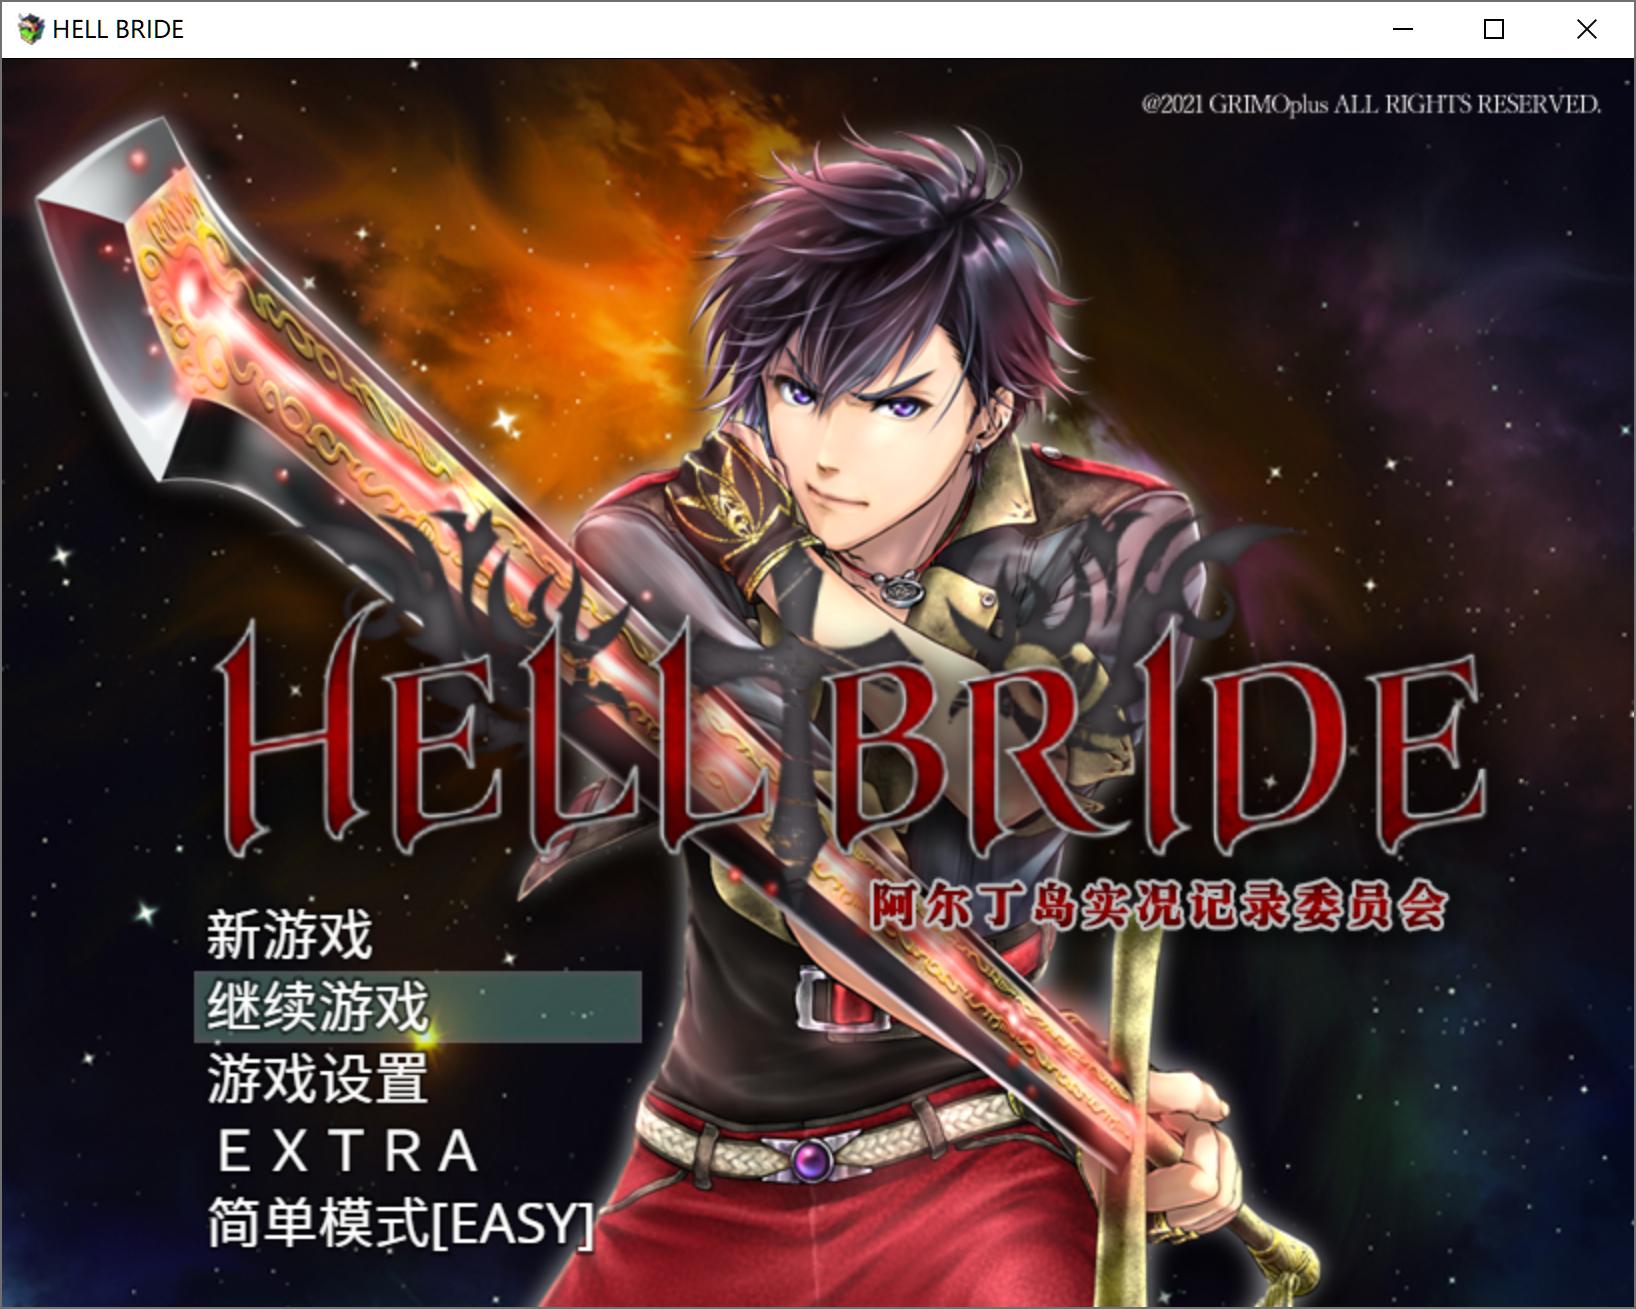 HELL BRIDE
@2021 GRIMOplus ALL RIGHTS RESERVED.
HELL BRIDE
阿尔丁岛实况记录委员会
新游戏
继续游戏
游戏设置
ＥＸＴＲＡ
简单模式[EASY]